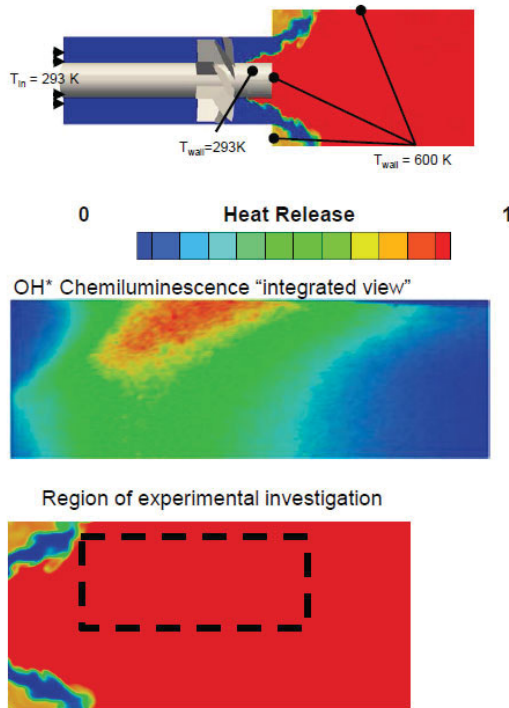 T_in = 293 K
T_wall=293K
T_wall = 600 K
0 Heat Release 1
OH* Chemiluminescence “integrated view”
Region of experimental investigation